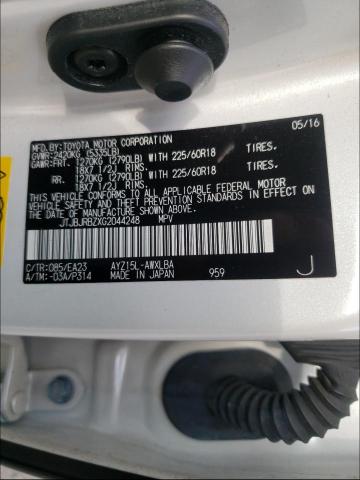 MFD.BY:TOYOTA MOTOR CORPORATION 05/16
GVWR:2420KG (5335LB)
GAWR:FRT. 1270KG (2790LB) WITH 225/60R18 TIRES.
18X7 1/2J RIMS
RR. 1270KG (2790LB) WITH 225/60R18 TIRES.
18X7 1/2J RIMS
THIS VEHICLE CONFORMS TO ALL APPLICABLE FEDERAL MOTOR
VEHICLE SAFETY AND THEFT PREVENTION STANDARDS IN EFFECT
ON THE DATE OF MANUFACTURE SHOWN ABOVE.
JTJBJRBZXG2044248 MPV
C/TR:085/EA23 AYZ15L-AWXLBA
A/TM:-03A/P314 MADE IN JAPAN 959 J